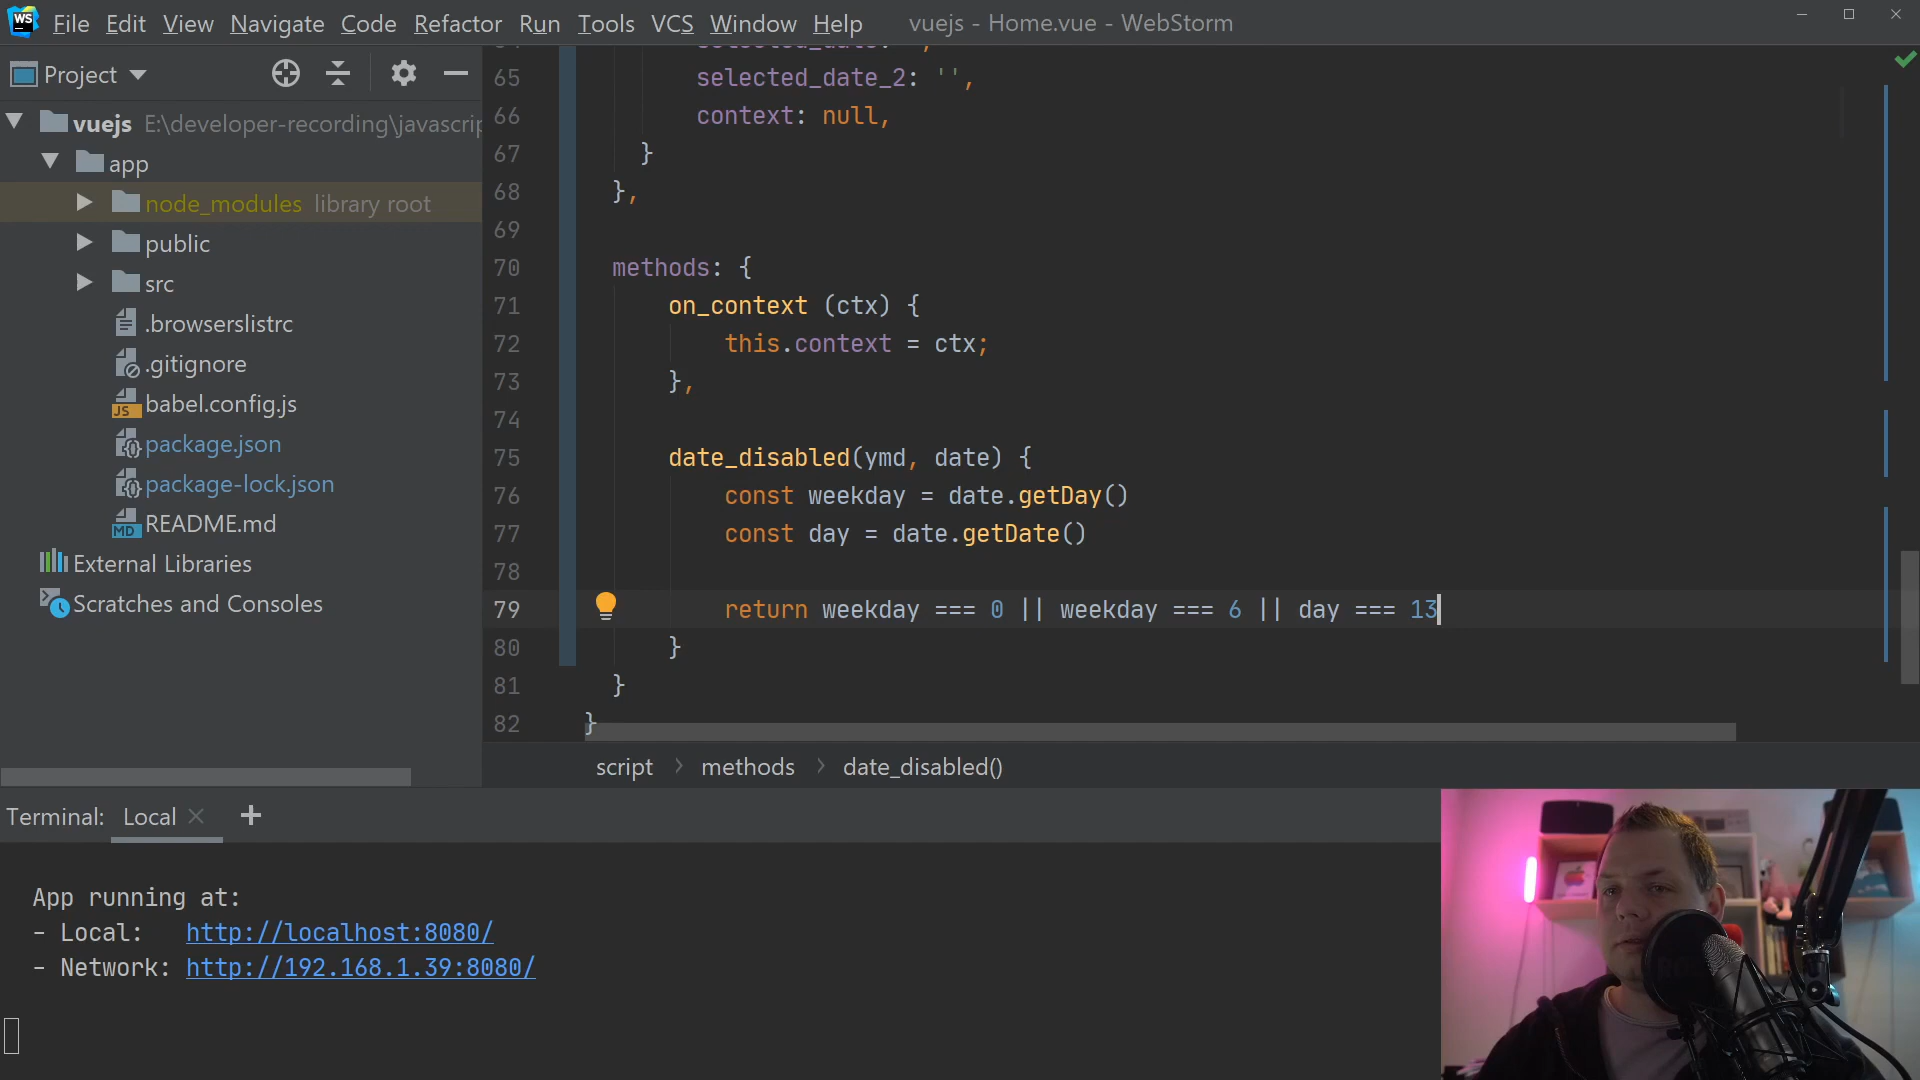 WS File Edit View Navigate Code Refactor Run Tools VCS Window Help vuejs - Home.vue - WebStorm
Project
vuejs E:\developer-recording\javascrip
app
node_modules library root
public
src
.browserslistrc
.gitignore
JS babel.config.js
package.json
package-lock.json
MD README.md
External Libraries
Scratches and Consoles
65 selected_date_2: '',
66 context: null,
67 }
68 },
69
70 methods: {
71 on_context (ctx) {
72 this.context = ctx;
73 },
74
75 date_disabled(ymd, date) {
76 const weekday = date.getDay()
77 const day = date.getDate()
78
79 return weekday === 0 || weekday === 6 || day === 13
80 }
81 }
82 }
script > methods > date_disabled()
Terminal: Local × +
App running at:
- Local: http://localhost:8080/
- Network: http://192.168.1.39:8080/